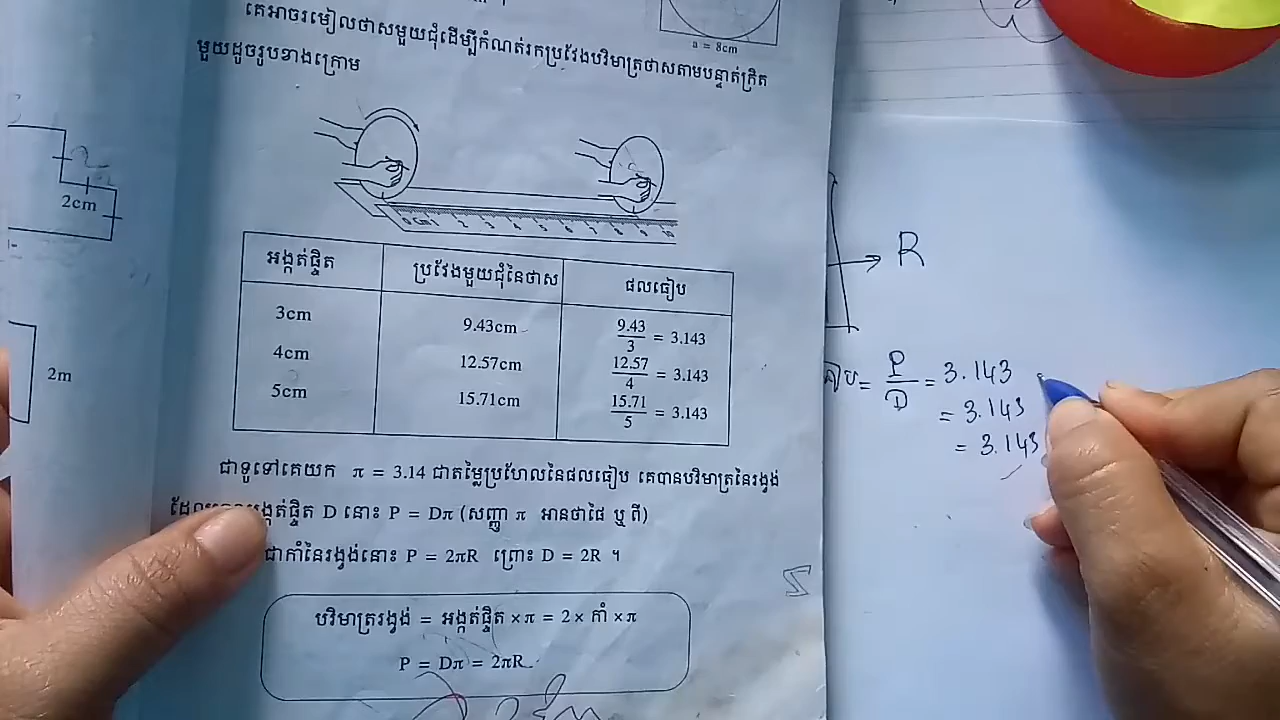 a = 8cm
គេអាចរមៀលថាសមួយជុំដើម្បីកំណត់រកប្រវែងបរិមាត្រថាសតាមបន្ទាត់ក្រិត
មួយដូចរូបខាងក្រោម
2cm
2m
អង្កត់ផ្ចិត ប្រវែងមួយជុំនៃថាស ផលធៀប
3cm 9.43cm 9.43/3 = 3.143
4cm 12.57cm 12.57/4 = 3.143
5cm 15.71cm 15.71/5 = 3.143
ជាទូទៅគេយក π = 3.14 ជាតម្លៃប្រហែលនៃផលធៀប គេបានបរិមាត្រនៃរង្វង់
អង្កត់ផ្ចិត D នោះ P = Dπ (សញ្ញា π អានថាផៃ ឬ ពី)
ជាកាំនៃរង្វង់នោះ P = 2πR ព្រោះ D = 2R ។
បរិមាត្ររង្វង់ = អង្កត់ផ្ចិត × π = 2 × កាំ × π
P = Dπ = 2πR
R
= P/D = 3.143
= 3.143
= 3.143